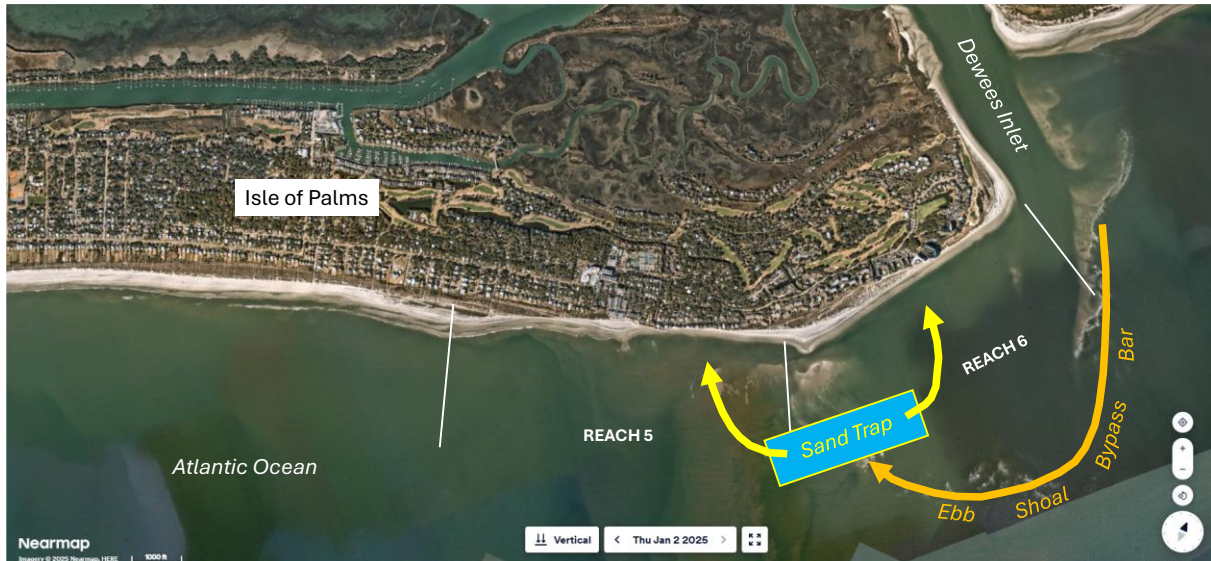 Dewees Inlet
Isle of Palms
REACH 6
Bar
Bypass
Shoal
Ebb
Sand Trap
REACH 5
Atlantic Ocean
Nearmap
Imagery © 2025 Nearmap, HERE
1000 ft
Vertical
Thu Jan 2 2025